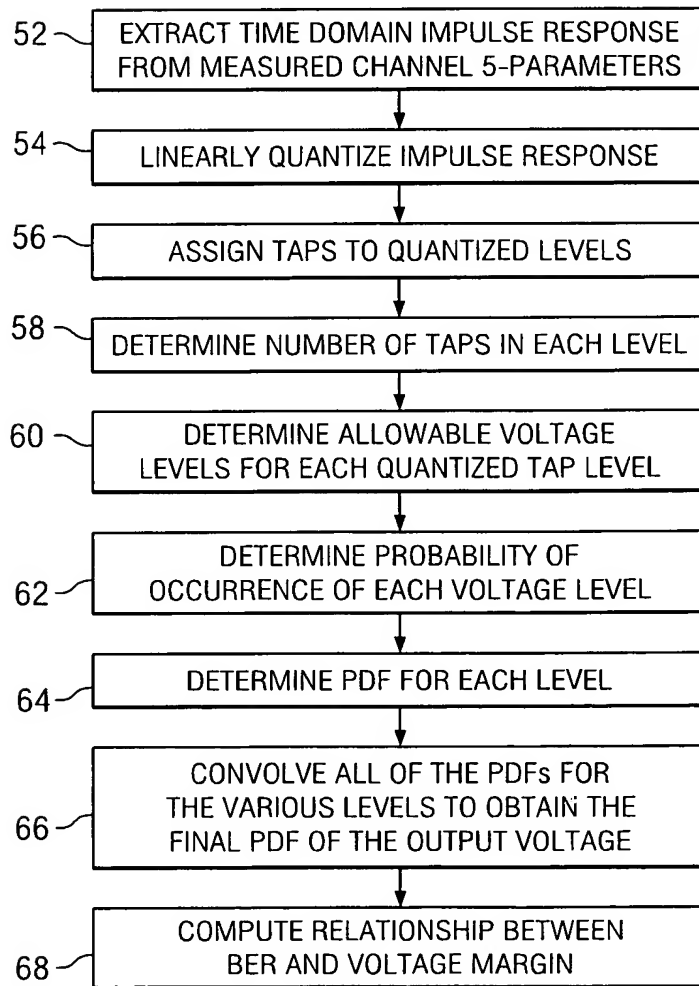 52
EXTRACT TIME DOMAIN IMPULSE RESPONSE
FROM MEASURED CHANNEL 5-PARAMETERS
54
LINEARLY QUANTIZE IMPULSE RESPONSE
56
ASSIGN TAPS TO QUANTIZED LEVELS
58
DETERMINE NUMBER OF TAPS IN EACH LEVEL
60
DETERMINE ALLOWABLE VOLTAGE
LEVELS FOR EACH QUANTIZED TAP LEVEL
62
DETERMINE PROBABILITY OF
OCCURRENCE OF EACH VOLTAGE LEVEL
64
DETERMINE PDF FOR EACH LEVEL
66
CONVOLVE ALL OF THE PDFs FOR
THE VARIOUS LEVELS TO OBTAIN THE
FINAL PDF OF THE OUTPUT VOLTAGE
68
COMPUTE RELATIONSHIP BETWEEN
BER AND VOLTAGE MARGIN